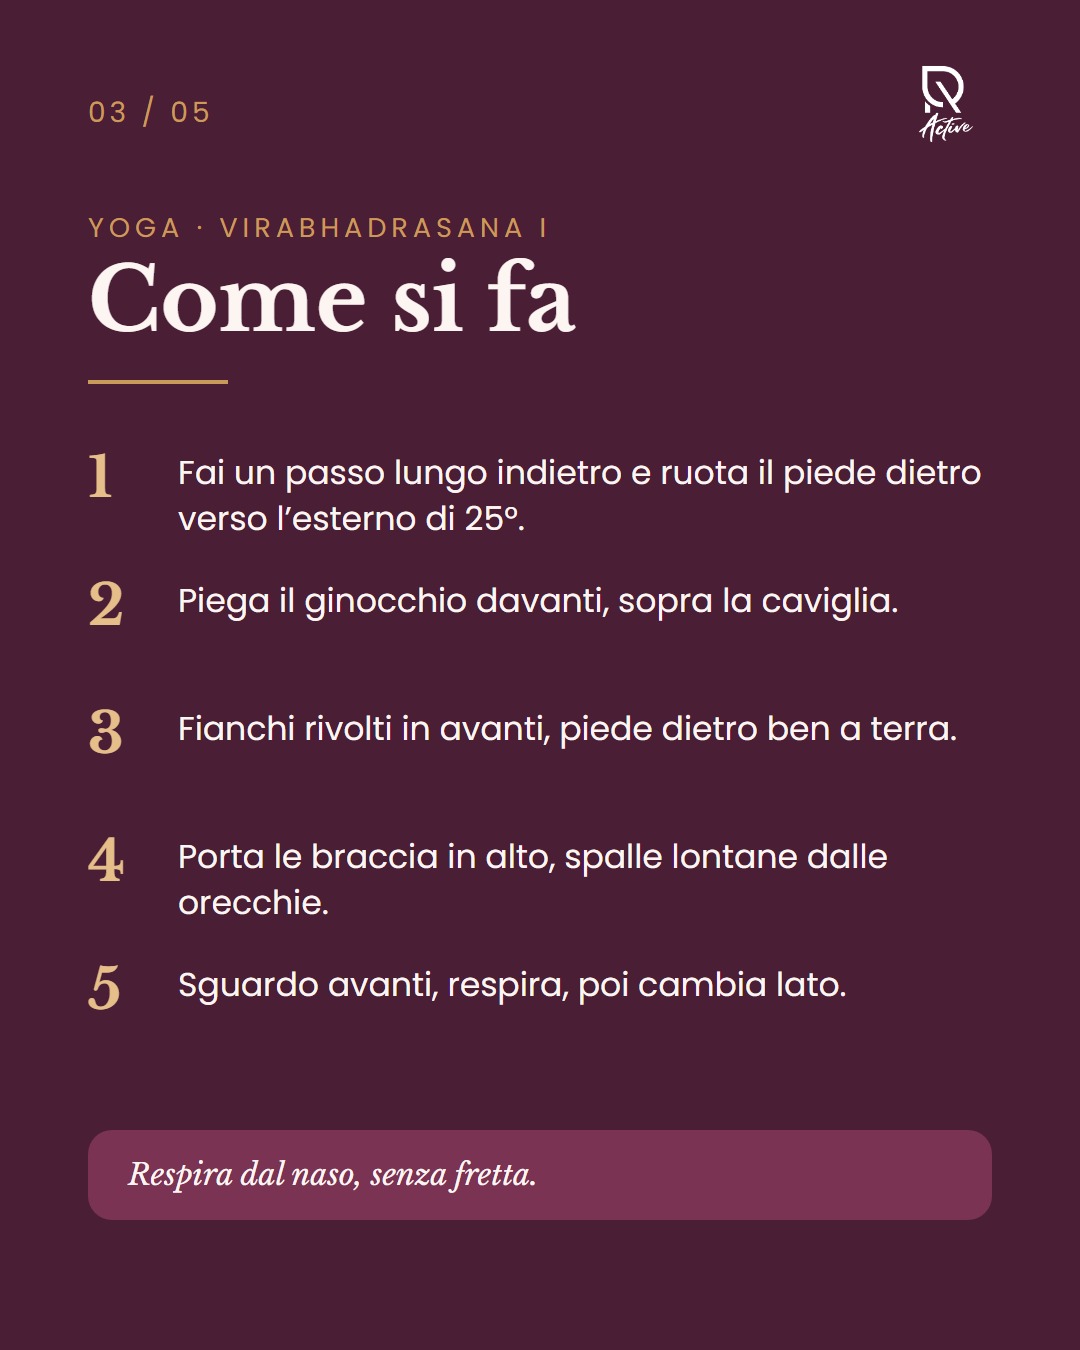 03 / 05
R
Active
YOGA · VIRABHADRASANA I
Come si fa
1 Fai un passo lungo indietro e ruota il piede dietro
verso l’esterno di 25°.
2 Piega il ginocchio davanti, sopra la caviglia.
3 Fianchi rivolti in avanti, piede dietro ben a terra.
4 Porta le braccia in alto, spalle lontane dalle
orecchie.
5 Sguardo avanti, respira, poi cambia lato.
Respira dal naso, senza fretta.